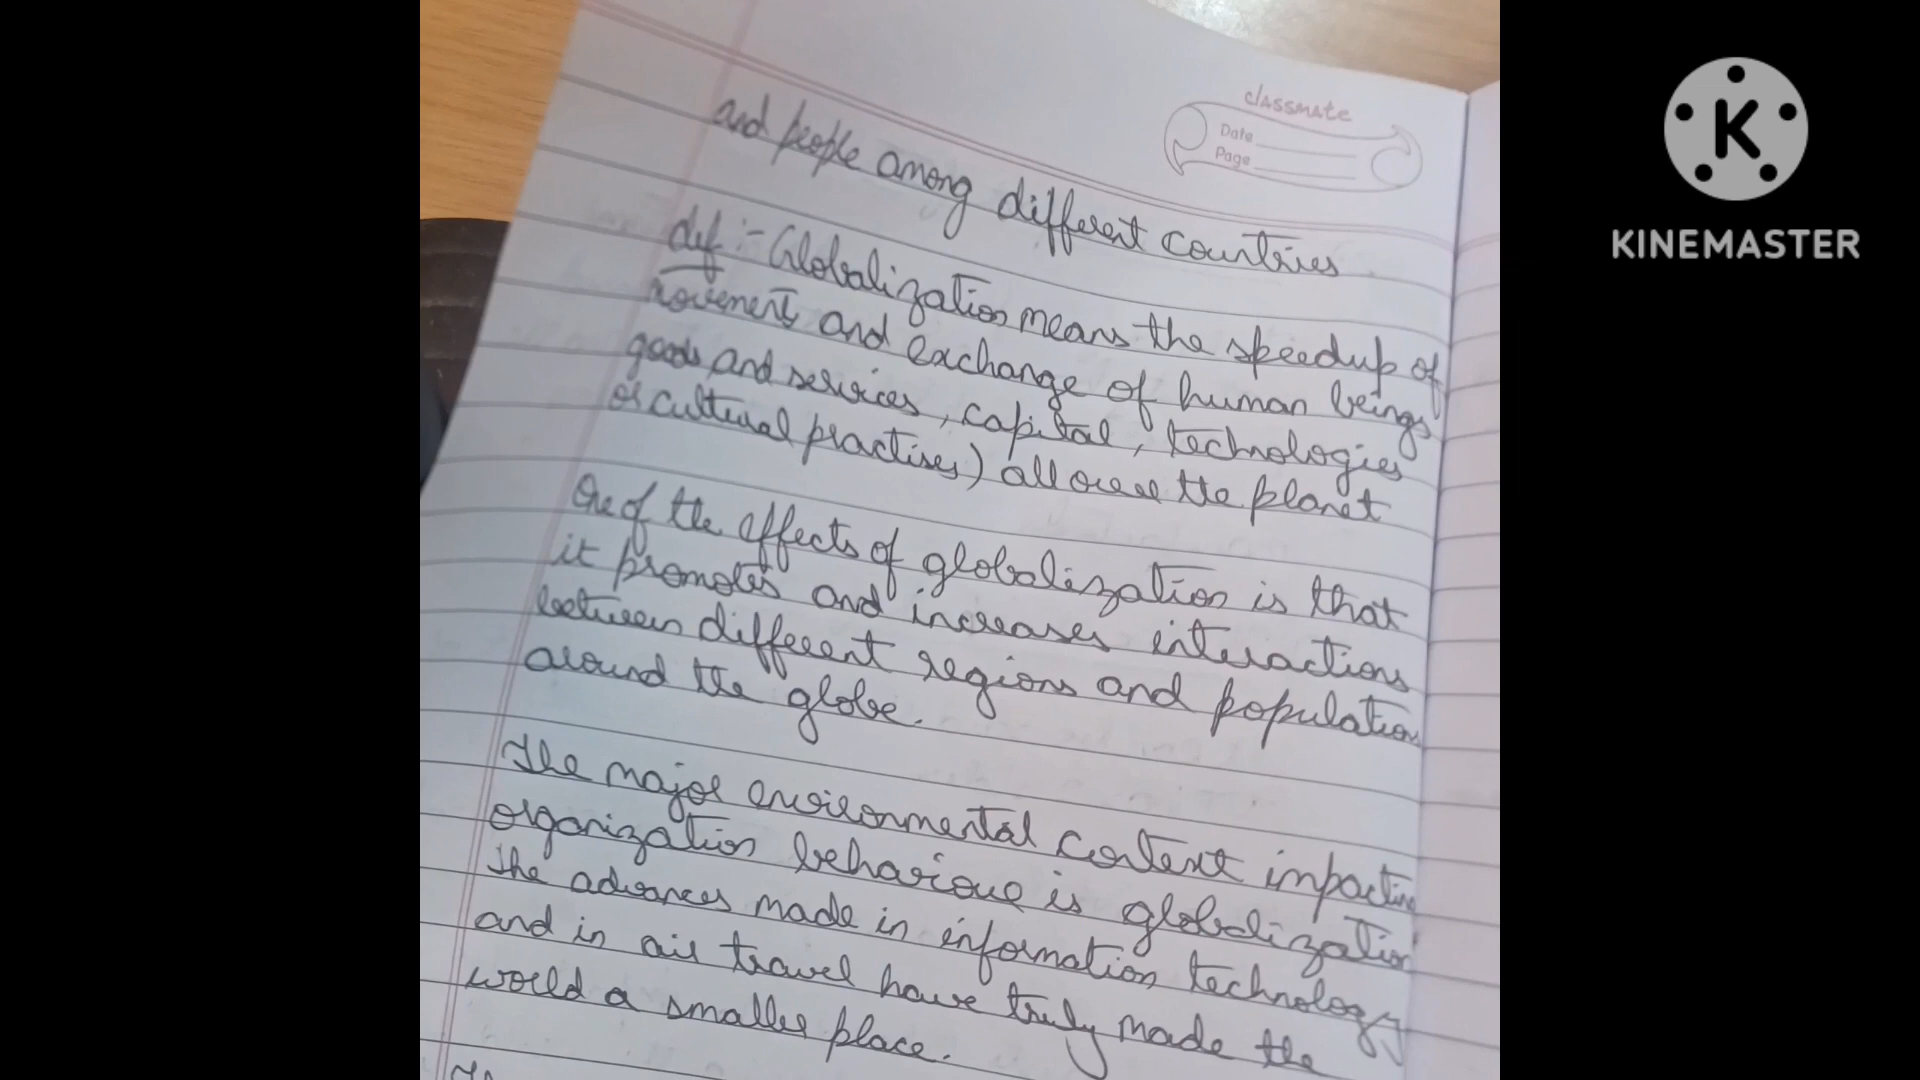 classmate
Date
Page
KINEMASTER
and people among different countries
def :- Globalization means the speedup of
movements and exchange of human beings
goods and services, capital, technologies
or cultural practises) all over the planet
One of the effects of globalization is that
it promotes and increases interactions
between different regions and population
around the globe.
The major environmental context impacting
organization behaviour is globalization
The advances made in information technology
and in air travel have truly made the
world a smaller place.